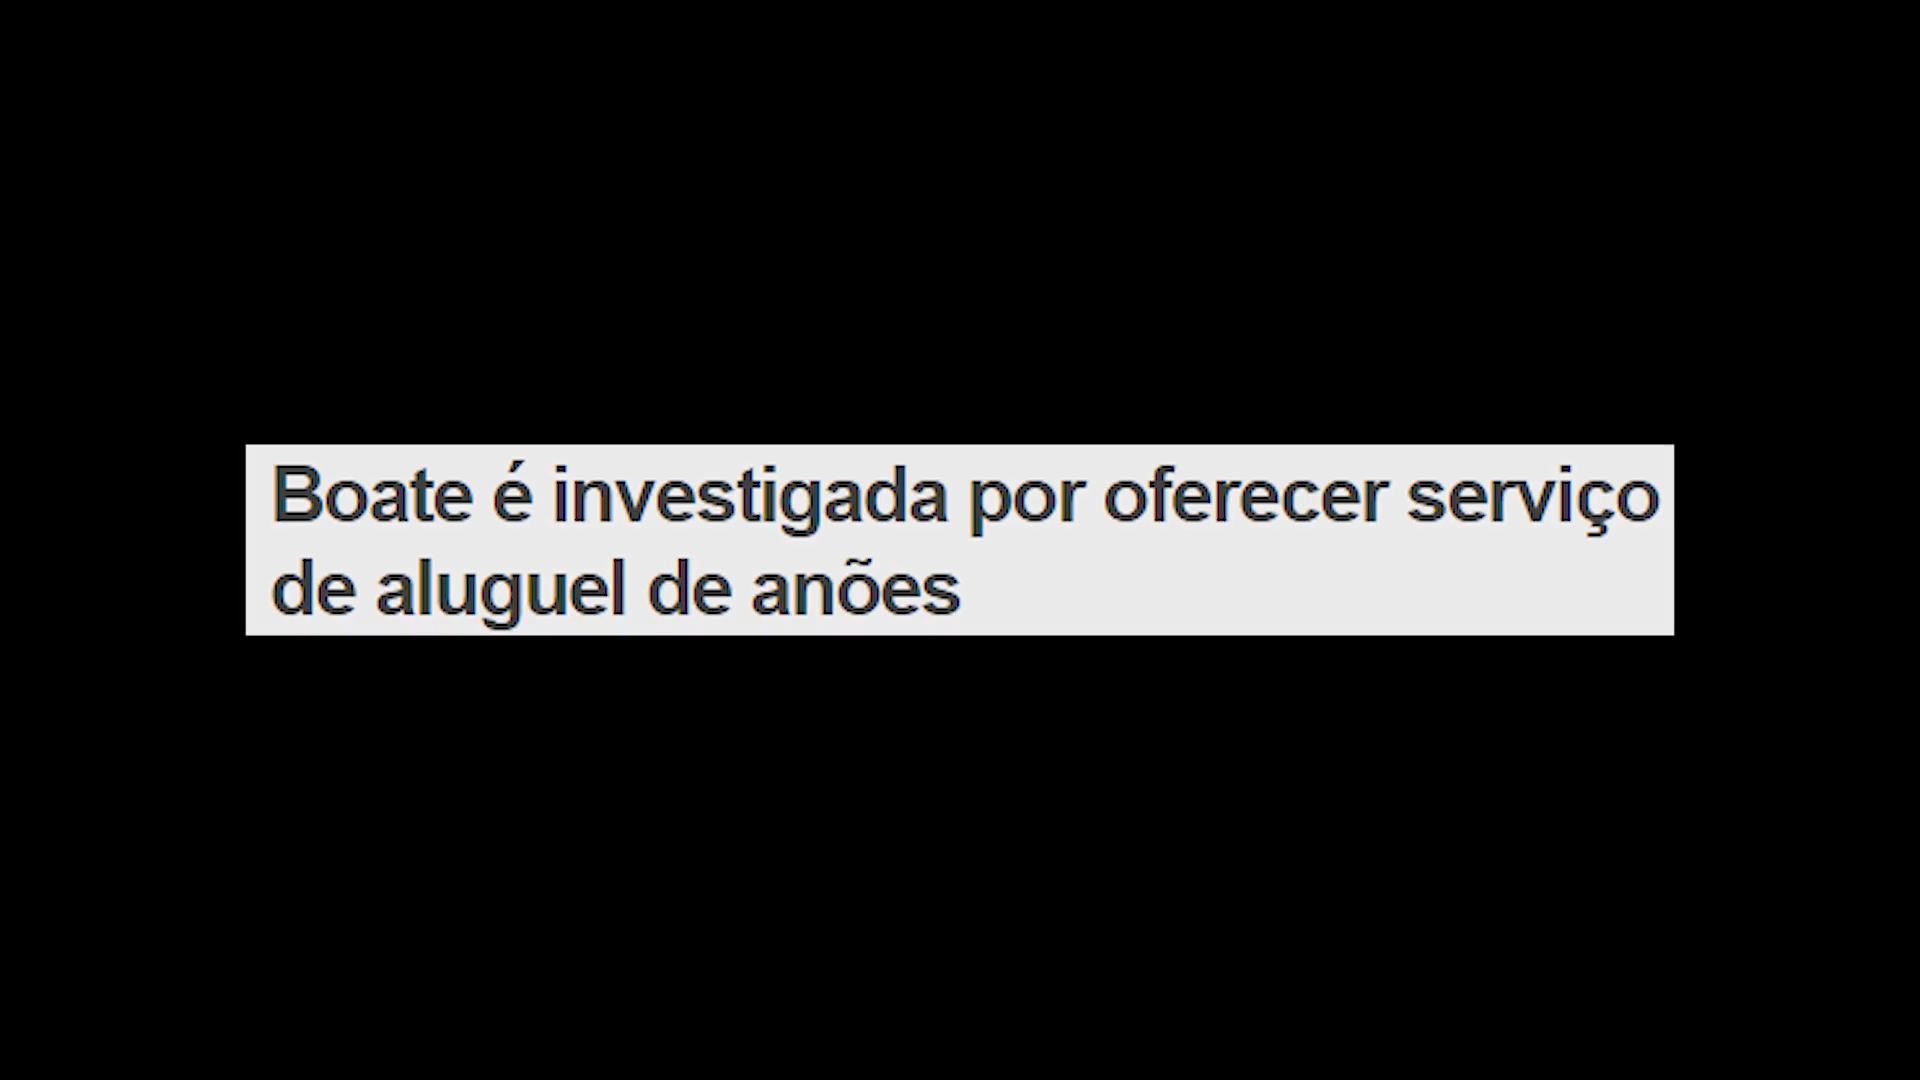 Boate é investigada por oferecer serviço
de aluguel de anões